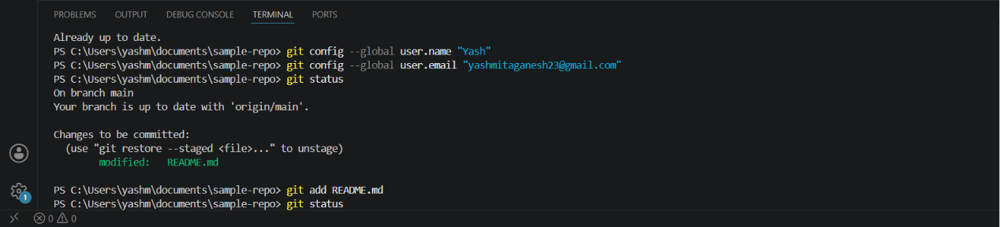 PROBLEMS OUTPUT DEBUG CONSOLE TERMINAL PORTS
Already up to date.
PS C:\Users\yashm\documents\sample-repo> git config --global user.name "Yash"
PS C:\Users\yashm\documents\sample-repo> git config --global user.email "yashmitaganesh23@gmail.com"
PS C:\Users\yashm\documents\sample-repo> git status
On branch main
Your branch is up to date with 'origin/main'.

Changes to be committed:
  (use "git restore --staged <file>..." to unstage)
        modified:   README.md

PS C:\Users\yashm\documents\sample-repo> git add README.md
PS C:\Users\yashm\documents\sample-repo> git status
1
0 0